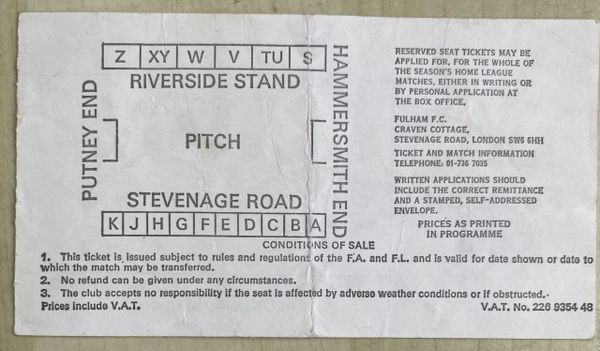 Z XY W V TU S
RIVERSIDE STAND
PUTNEY END
PITCH
HAMMERSMITH END
STEVENAGE ROAD
K J H G F E D C B A
RESERVED SEAT TICKETS MAY BE
APPLIED FOR, FOR THE WHOLE OF
THE SEASON'S HOME LEAGUE
MATCHES, EITHER IN WRITING OR
BY PERSONAL APPLICATION AT
THE BOX OFFICE.
FULHAM F.C.
CRAVEN COTTAGE,
STEVENAGE ROAD, LONDON SW6 6HH
TICKET AND MATCH INFORMATION
TELEPHONE: 01-736 7035
WRITTEN APPLICATIONS SHOULD
INCLUDE THE CORRECT REMITTANCE
AND A STAMPED, SELF-ADDRESSED
ENVELOPE.
PRICES AS PRINTED
IN PROGRAMME
CONDITIONS OF SALE
1. This ticket is issued subject to rules and regulations of the F.A. and F.L. and is valid for date shown or date to
which the match may be transferred.
2. No refund can be given under any circumstances.
3. The club accepts no responsibility if the seat is affected by adverse weather conditions or if obstructed.
Prices include V.A.T. V.A.T. No. 226 9354 48